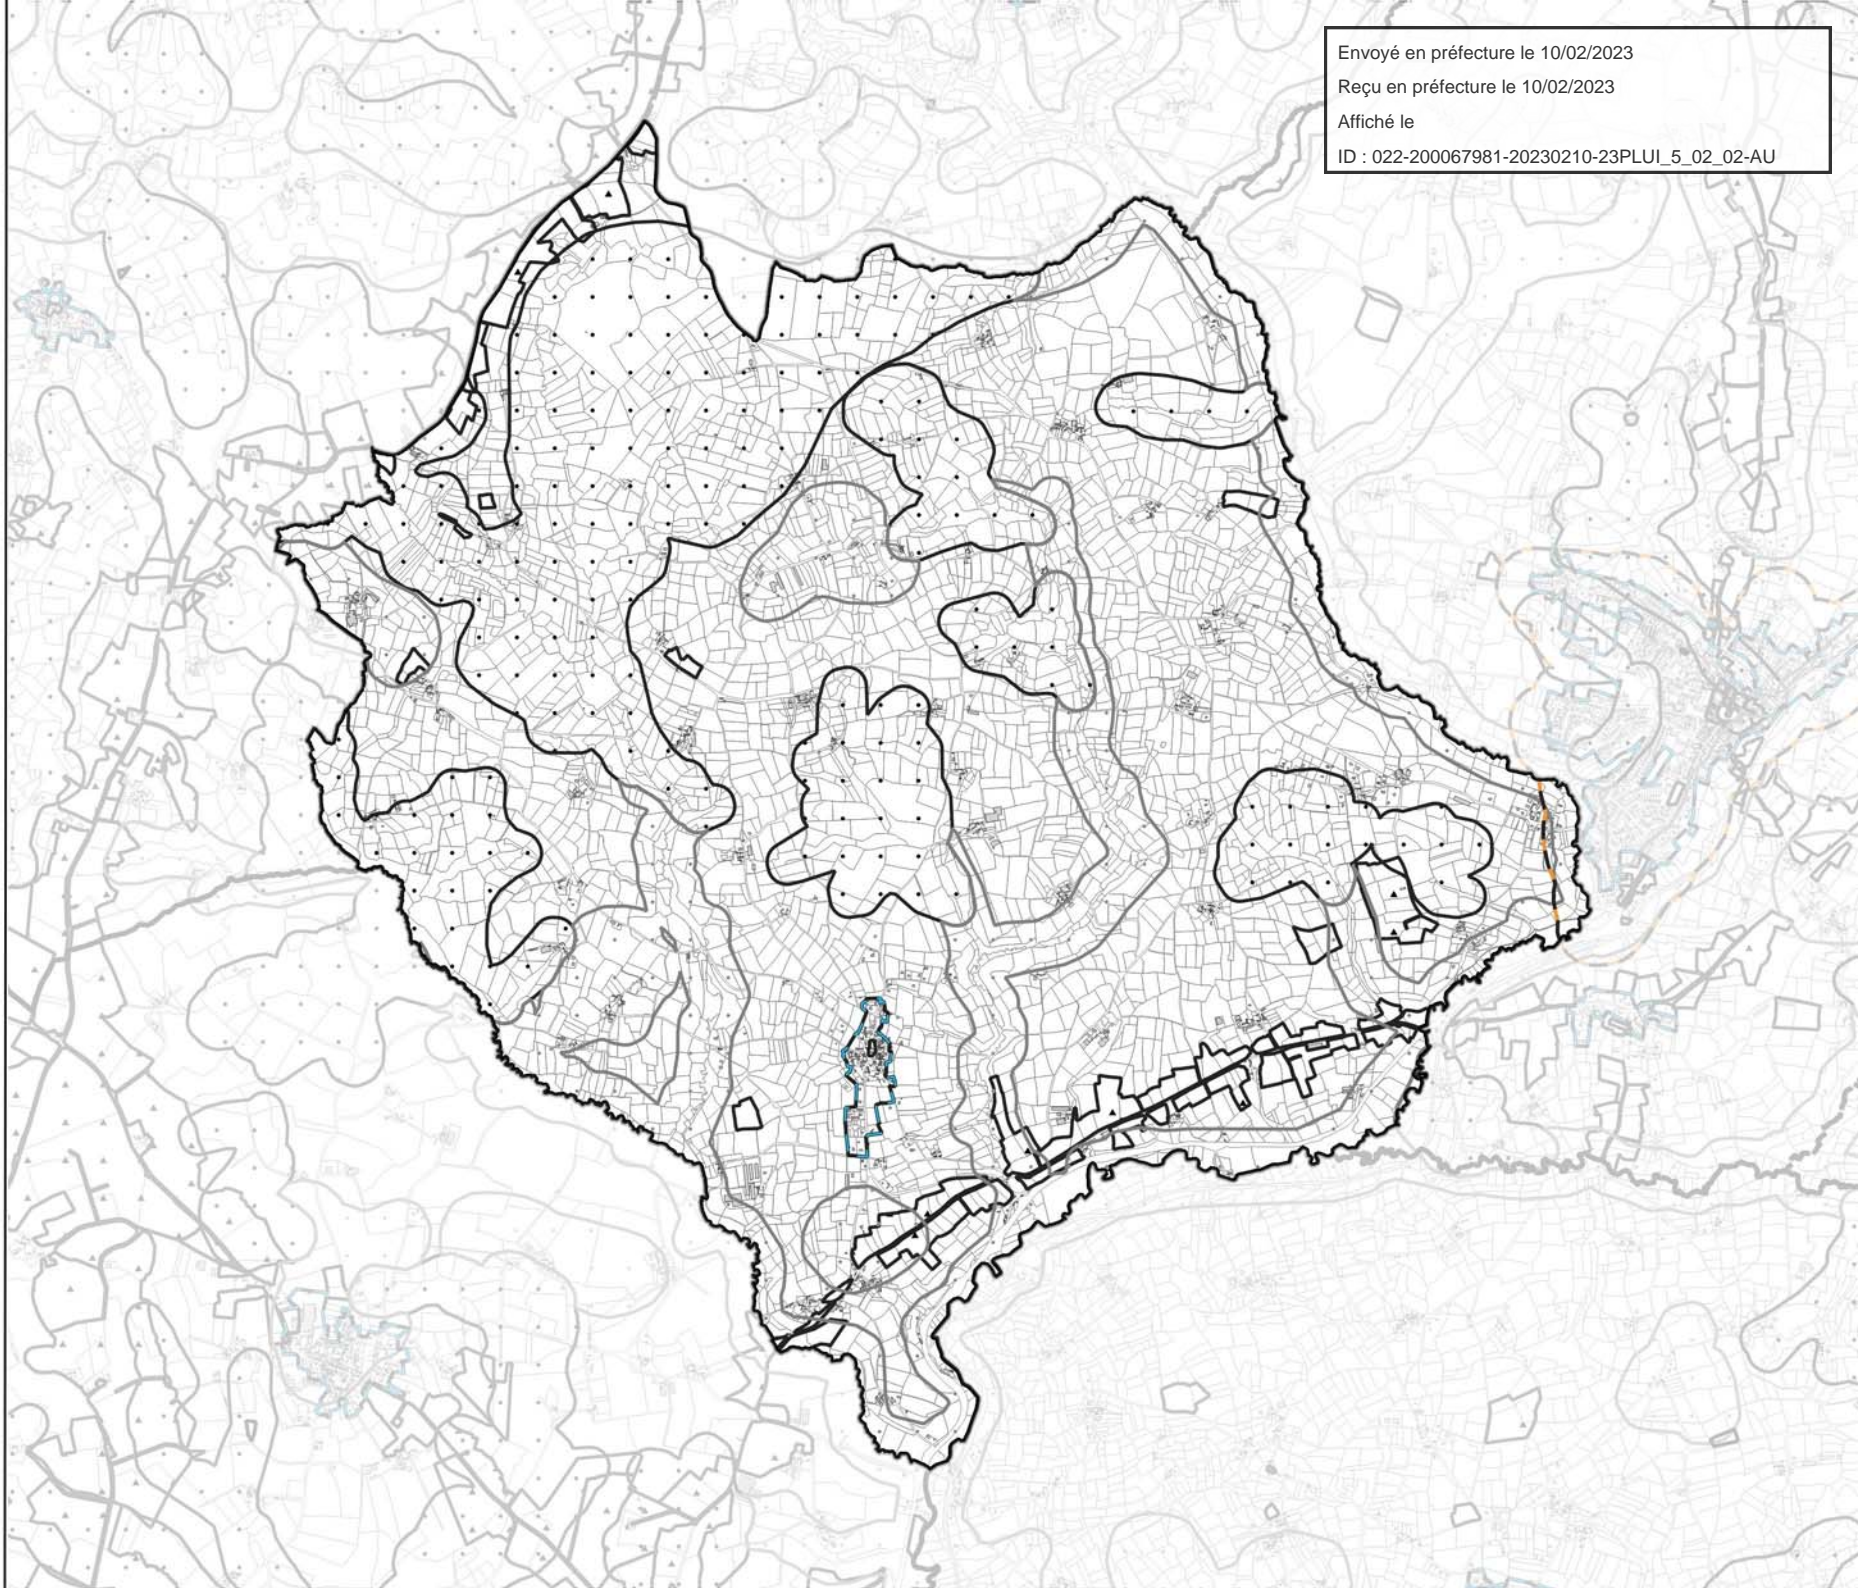 Envoyé en préfecture le 10/02/2023
Reçu en préfecture le 10/02/2023
Affiché le
ID : 022-200067981-20230210-23PLUI_5_02_02-AU
0